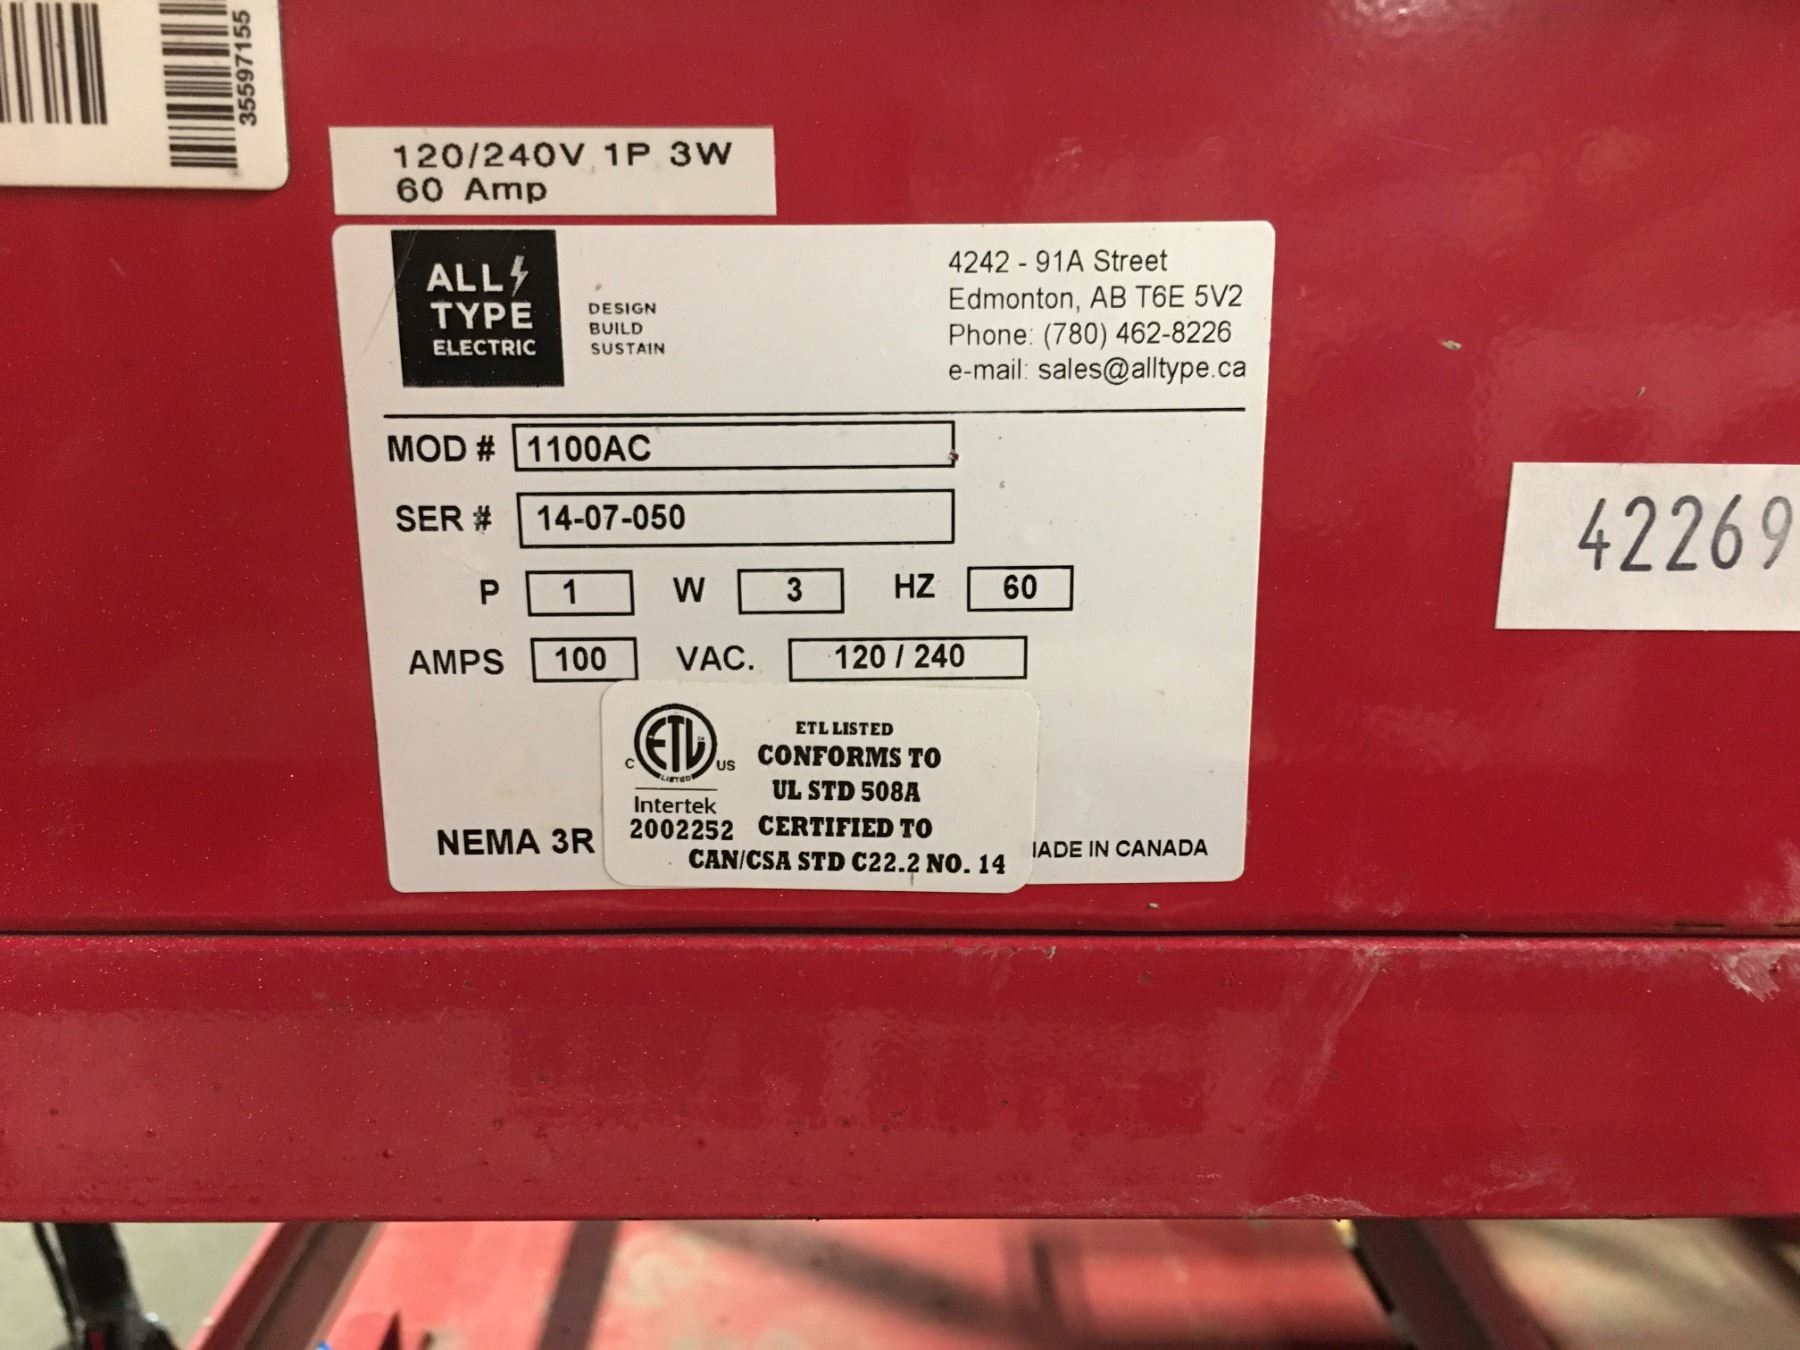 35597155
120/240V 1P 3W
60 Amp
ALL
TYPE
ELECTRIC
DESIGN
BUILD
SUSTAIN
4242 - 91A Street
Edmonton, AB T6E 5V2
Phone: (780) 462-8226
e-mail: sales@alltype.ca
MOD # 1100AC
SER # 14-07-050
P 1 W 3 HZ 60
AMPS 100 VAC. 120 / 240
42269
ETL LISTED
C US
Intertek
2002252
ETL LISTED
CONFORMS TO
UL STD 508A
CERTIFIED TO
CAN/CSA STD C22.2 NO. 14
NEMA 3R
ADE IN CANADA